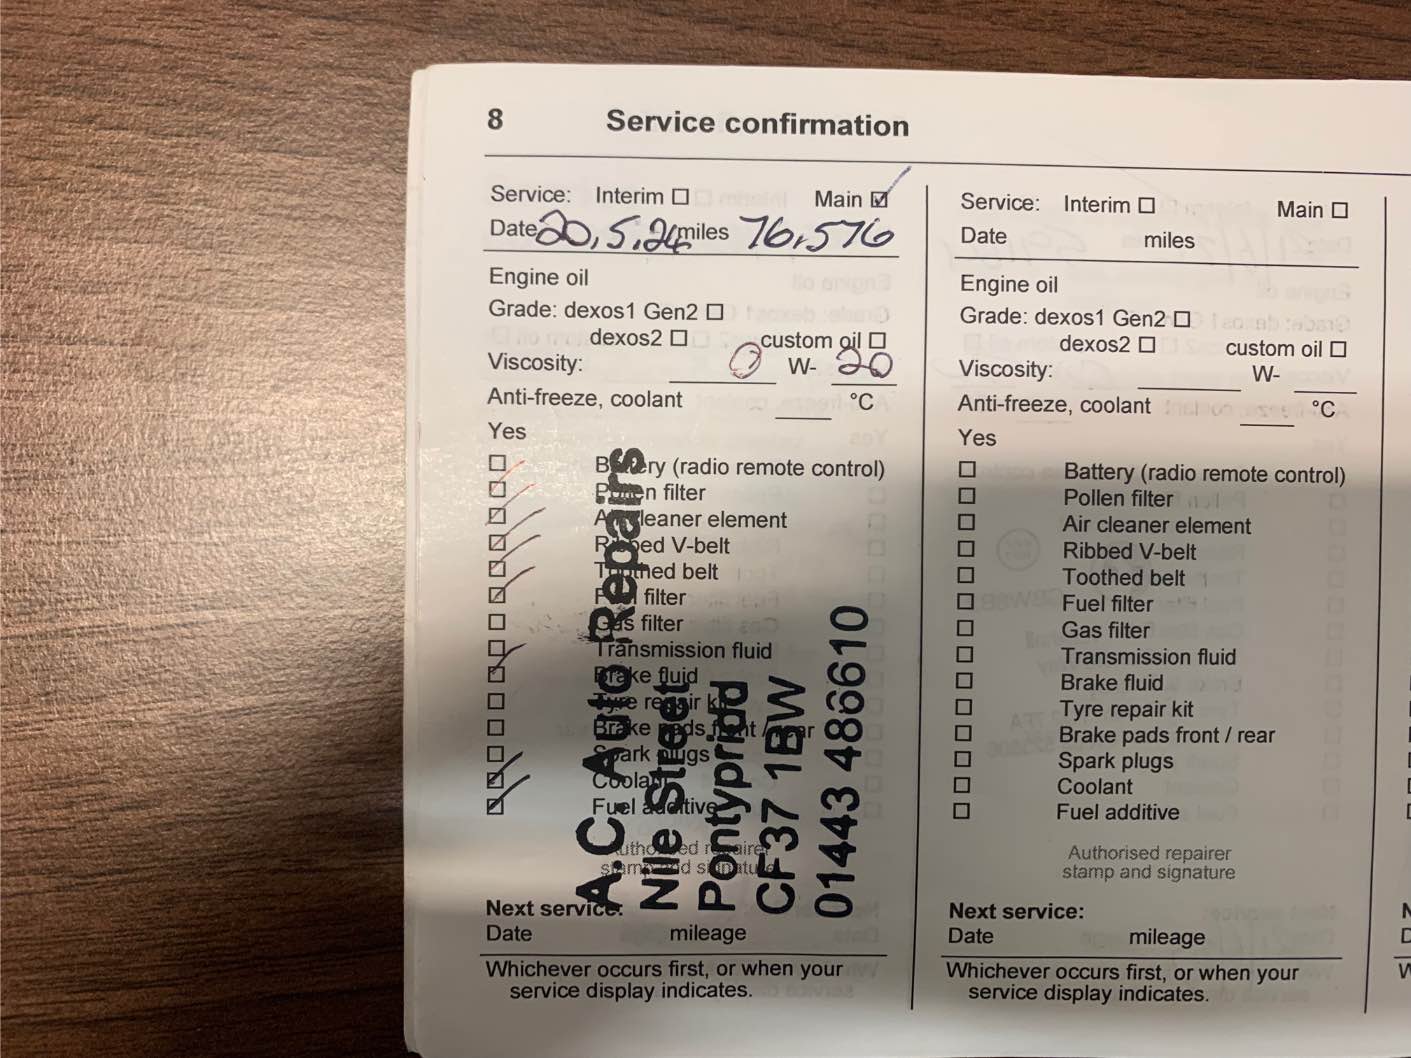 8 Service confirmation
Service: Interim Main
Date 20,5,24 miles 76,576
Engine oil
Grade: dexos1 Gen2
dexos2 custom oil
Viscosity: 0 W- 20
Anti-freeze, coolant °C
Yes
Battery (radio remote control)
Pollen filter
Air cleaner element
Ribbed V-belt
Toothed belt
Fuel filter
Gas filter
Transmission fluid
Brake fluid
Tyre repair kit
Brake pads front / rear
Spark plugs
Coolant
Fuel additive
Authorised repairer
stamp and signature
A.C Auto Repairs
Nile Street
Pontypridd
CF37 1BW
01443 486610
Next service:
Date mileage
Whichever occurs first, or when your
service display indicates.
Service: Interim Main
Date miles
Engine oil
Grade: dexos1 Gen2
dexos2 custom oil
Viscosity: W-
Anti-freeze, coolant °C
Yes
Battery (radio remote control)
Pollen filter
Air cleaner element
Ribbed V-belt
Toothed belt
Fuel filter
Gas filter
Transmission fluid
Brake fluid
Tyre repair kit
Brake pads front / rear
Spark plugs
Coolant
Fuel additive
Authorised repairer
stamp and signature
Next service:
Date mileage
Whichever occurs first, or when your
service display indicates.